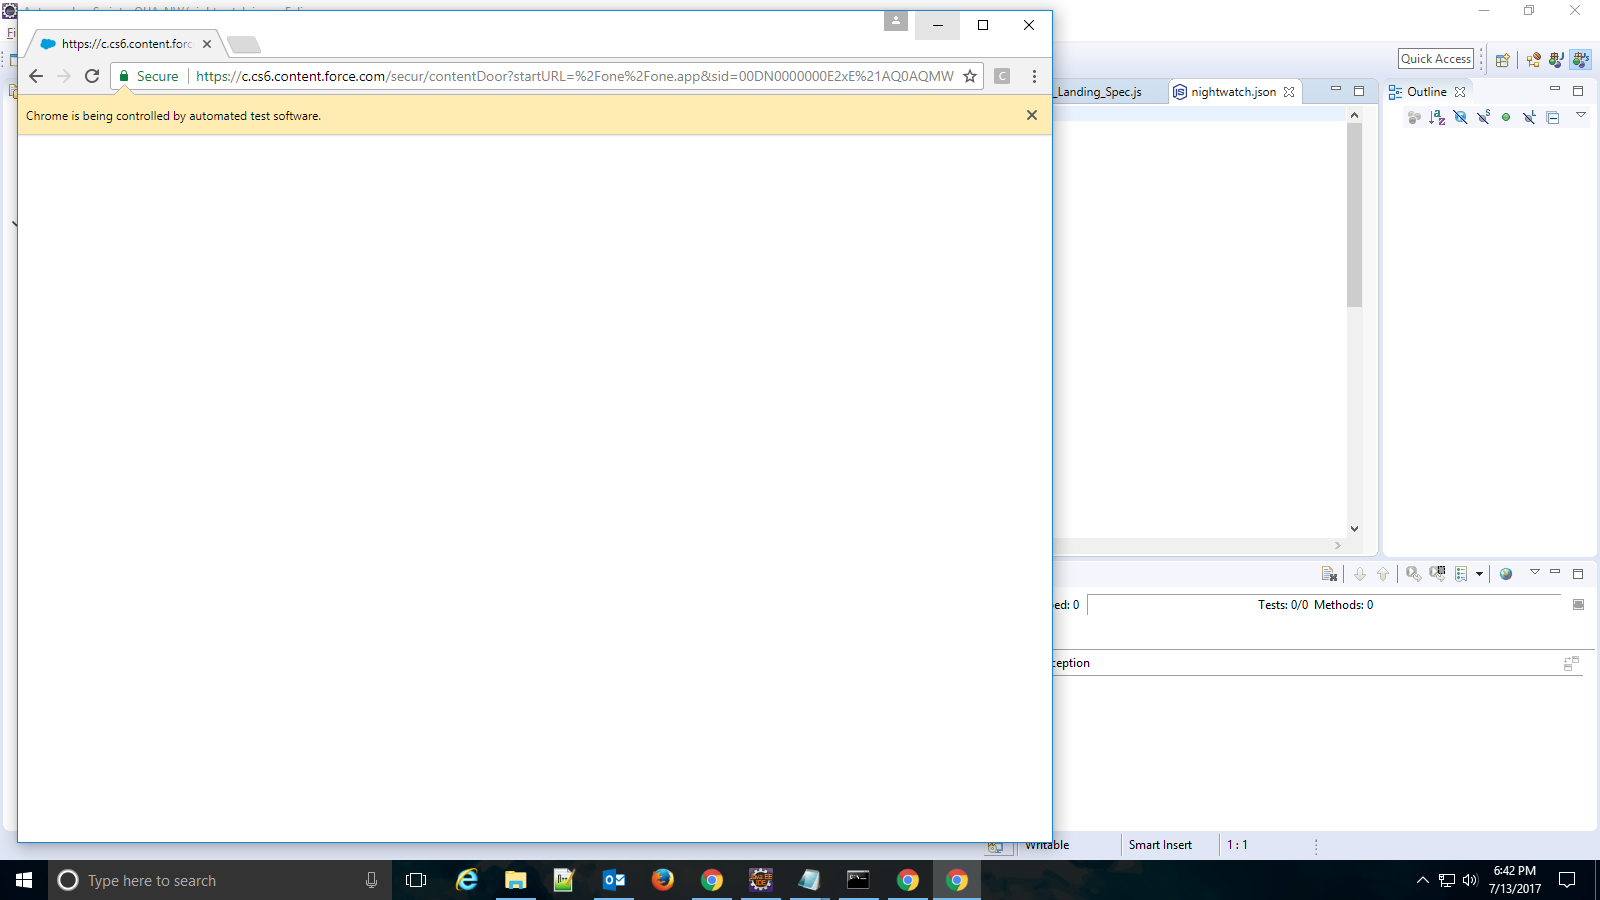 https://c.cs6.content.forc
Secure
https://c.cs6.content.force.com/secur/contentDoor?startURL=%2Fone%2Fone.app&sid=00DN0000000E2xE%21AQ0AQMW
C
Chrome is being controlled by automated test software.
Fi
Quick Access
_Landing_Spec.js
nightwatch.json
Outline
ed: 0
Tests: 0/0 Methods: 0
ception
Writable
Smart Insert
1 : 1
Type here to search
6:42 PM
7/13/2017